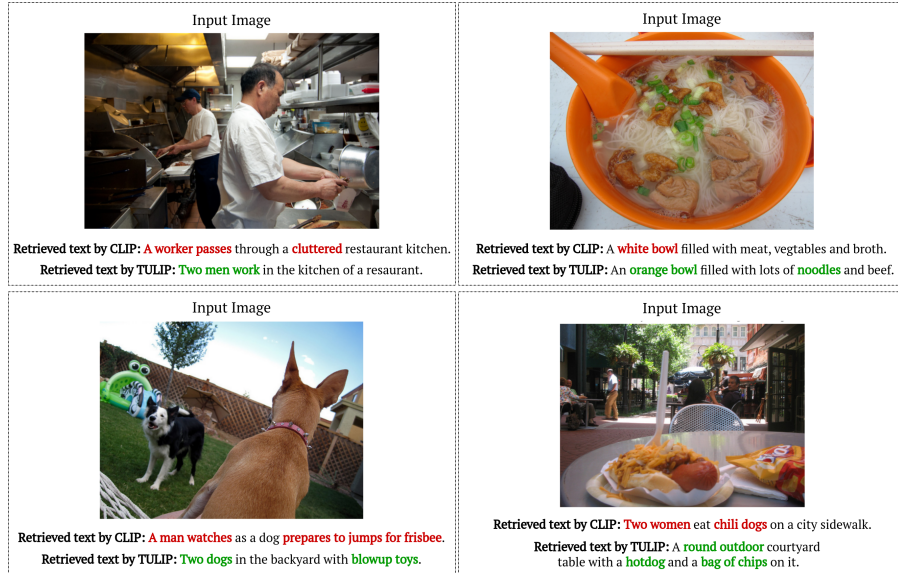 Input Image
Retrieved text by CLIP: A worker passes through a cluttered restaurant kitchen.
Retrieved text by TULIP: Two men work in the kitchen of a resaurant.
Input Image
Retrieved text by CLIP: A white bowl filled with meat, vegtables and broth.
Retrieved text by TULIP: An orange bowl filled with lots of noodles and beef.
Input Image
Retrieved text by CLIP: A man watches as a dog prepares to jumps for frisbee.
Retrieved text by TULIP: Two dogs in the backyard with blowup toys.
Input Image
Retrieved text by CLIP: Two women eat chili dogs on a city sidewalk.
Retrieved text by TULIP: A round outdoor courtyard
table with a hotdog and a bag of chips on it.